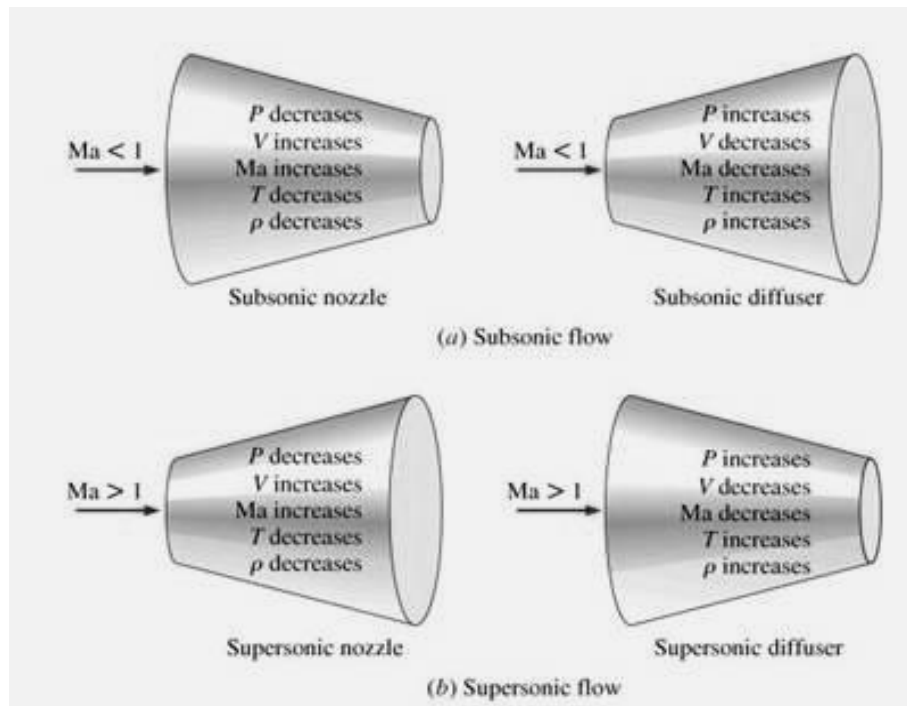 Ma < 1
P decreases
V increases
Ma increases
T decreases
ρ decreases
Subsonic nozzle
Ma < 1
P increases
V decreases
Ma decreases
T increases
ρ increases
Subsonic diffuser
(a) Subsonic flow
Ma > 1
P decreases
V increases
Ma increases
T decreases
ρ decreases
Supersonic nozzle
Ma > 1
P increases
V decreases
Ma decreases
T increases
ρ increases
Supersonic diffuser
(b) Supersonic flow